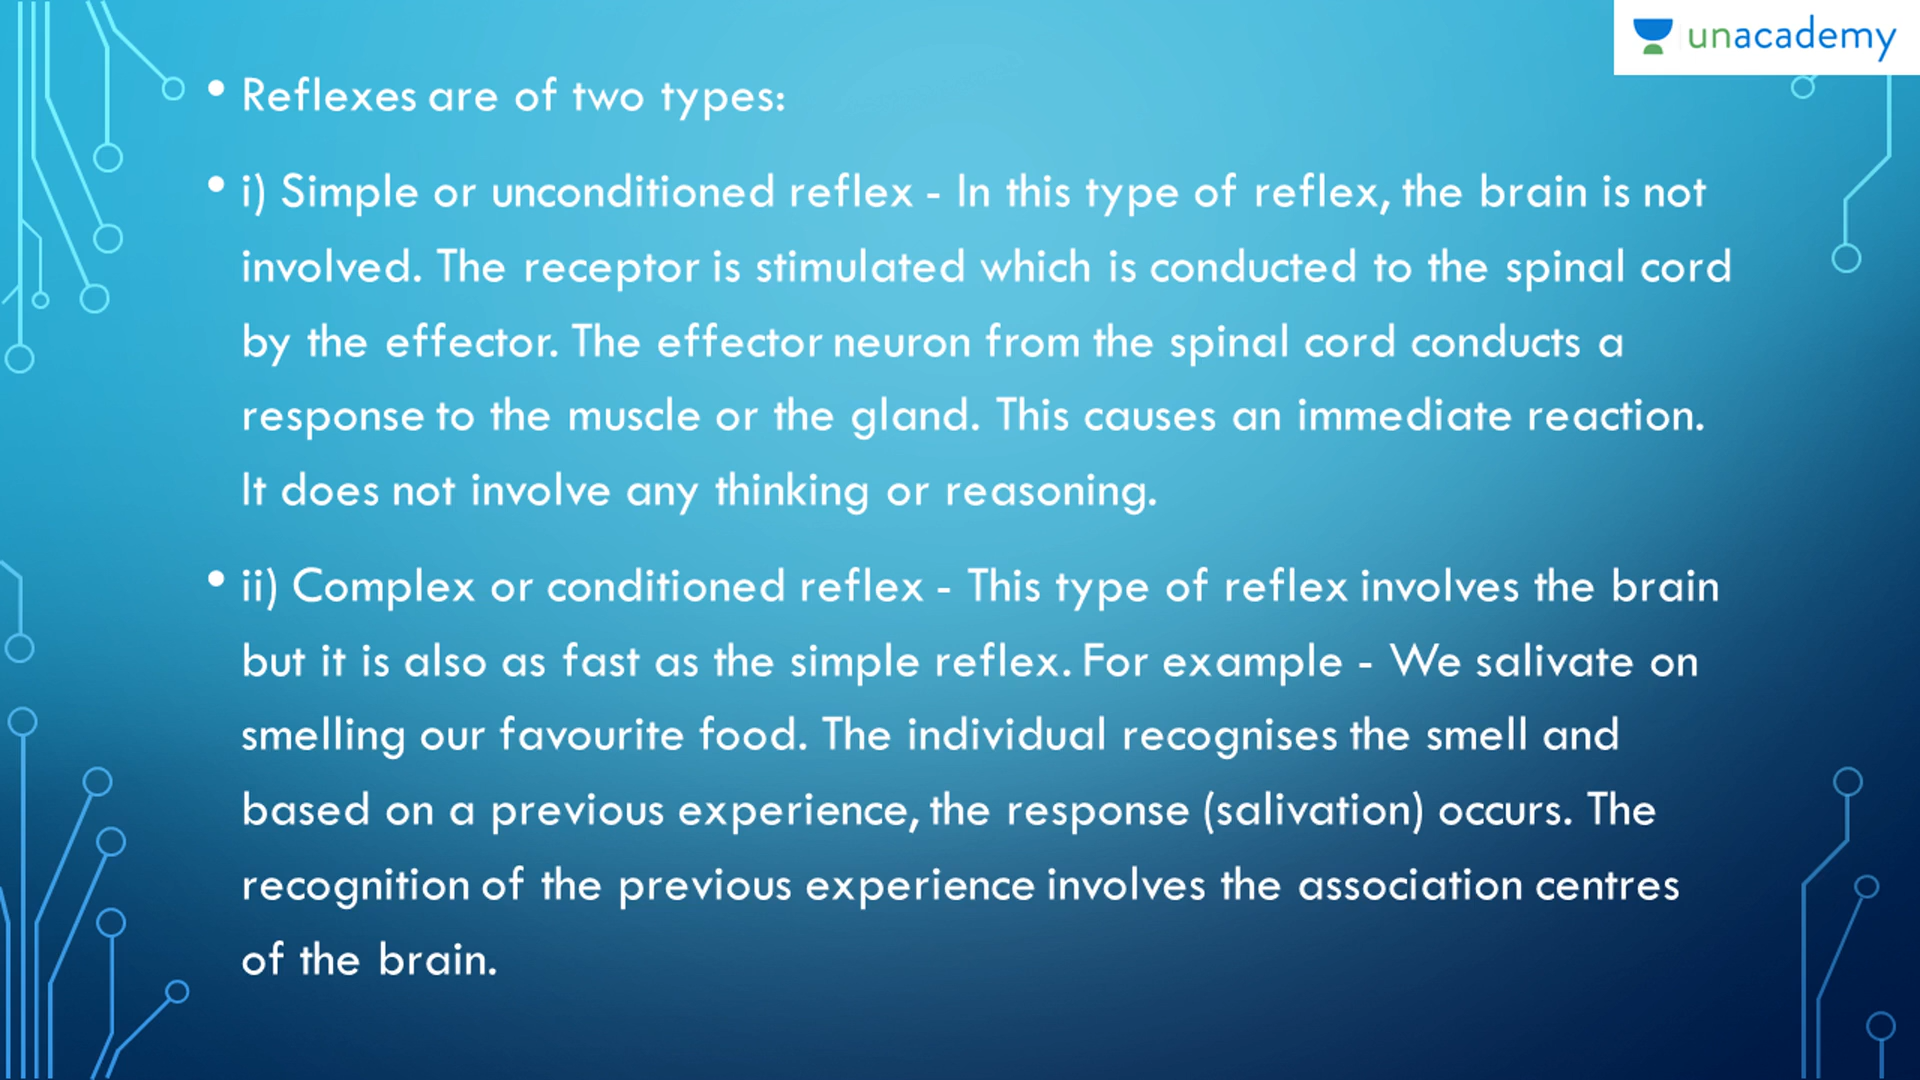 unacademy
• Reflexes are of two types:
• i) Simple or unconditioned reflex - In this type of reflex, the brain is not
involved. The receptor is stimulated which is conducted to the spinal cord
by the effector. The effector neuron from the spinal cord conducts a
response to the muscle or the gland. This causes an immediate reaction.
It does not involve any thinking or reasoning.
• ii) Complex or conditioned reflex - This type of reflex involves the brain
but it is also as fast as the simple reflex. For example - We salivate on
smelling our favourite food. The individual recognises the smell and
based on a previous experience, the response (salivation) occurs. The
recognition of the previous experience involves the association centres
of the brain.